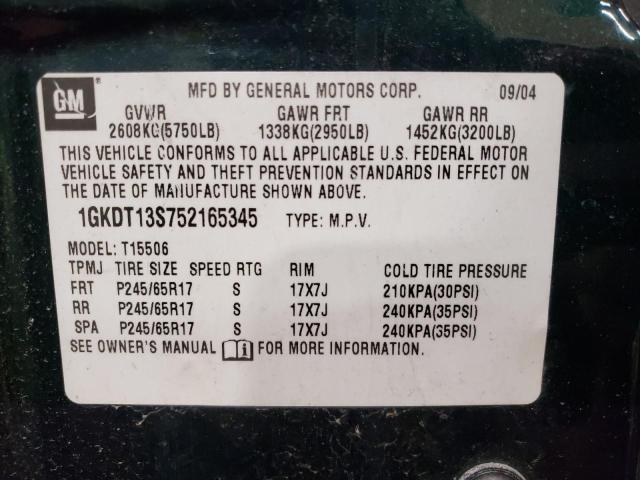 GM
MFD BY GENERAL MOTORS CORP. 09/04
GVWR GAWR FRT GAWR RR
2608KG(5750LB) 1338KG(2950LB) 1452KG(3200LB)
THIS VEHICLE CONFORMS TO ALL APPLICABLE U.S. FEDERAL MOTOR
VEHICLE SAFETY AND THEFT PREVENTION STANDARDS IN EFFECT ON
THE DATE OF MANUFACTURE SHOWN ABOVE.
1GKDT13S752165345 TYPE: M.P.V.
MODEL: T15506
TPMJ TIRE SIZE SPEED RTG RIM COLD TIRE PRESSURE
FRT P245/65R17 S 17X7J 210KPA(30PSI)
RR P245/65R17 S 17X7J 240KPA(35PSI)
SPA P245/65R17 S 17X7J 240KPA(35PSI)
SEE OWNER'S MANUAL i FOR MORE INFORMATION.